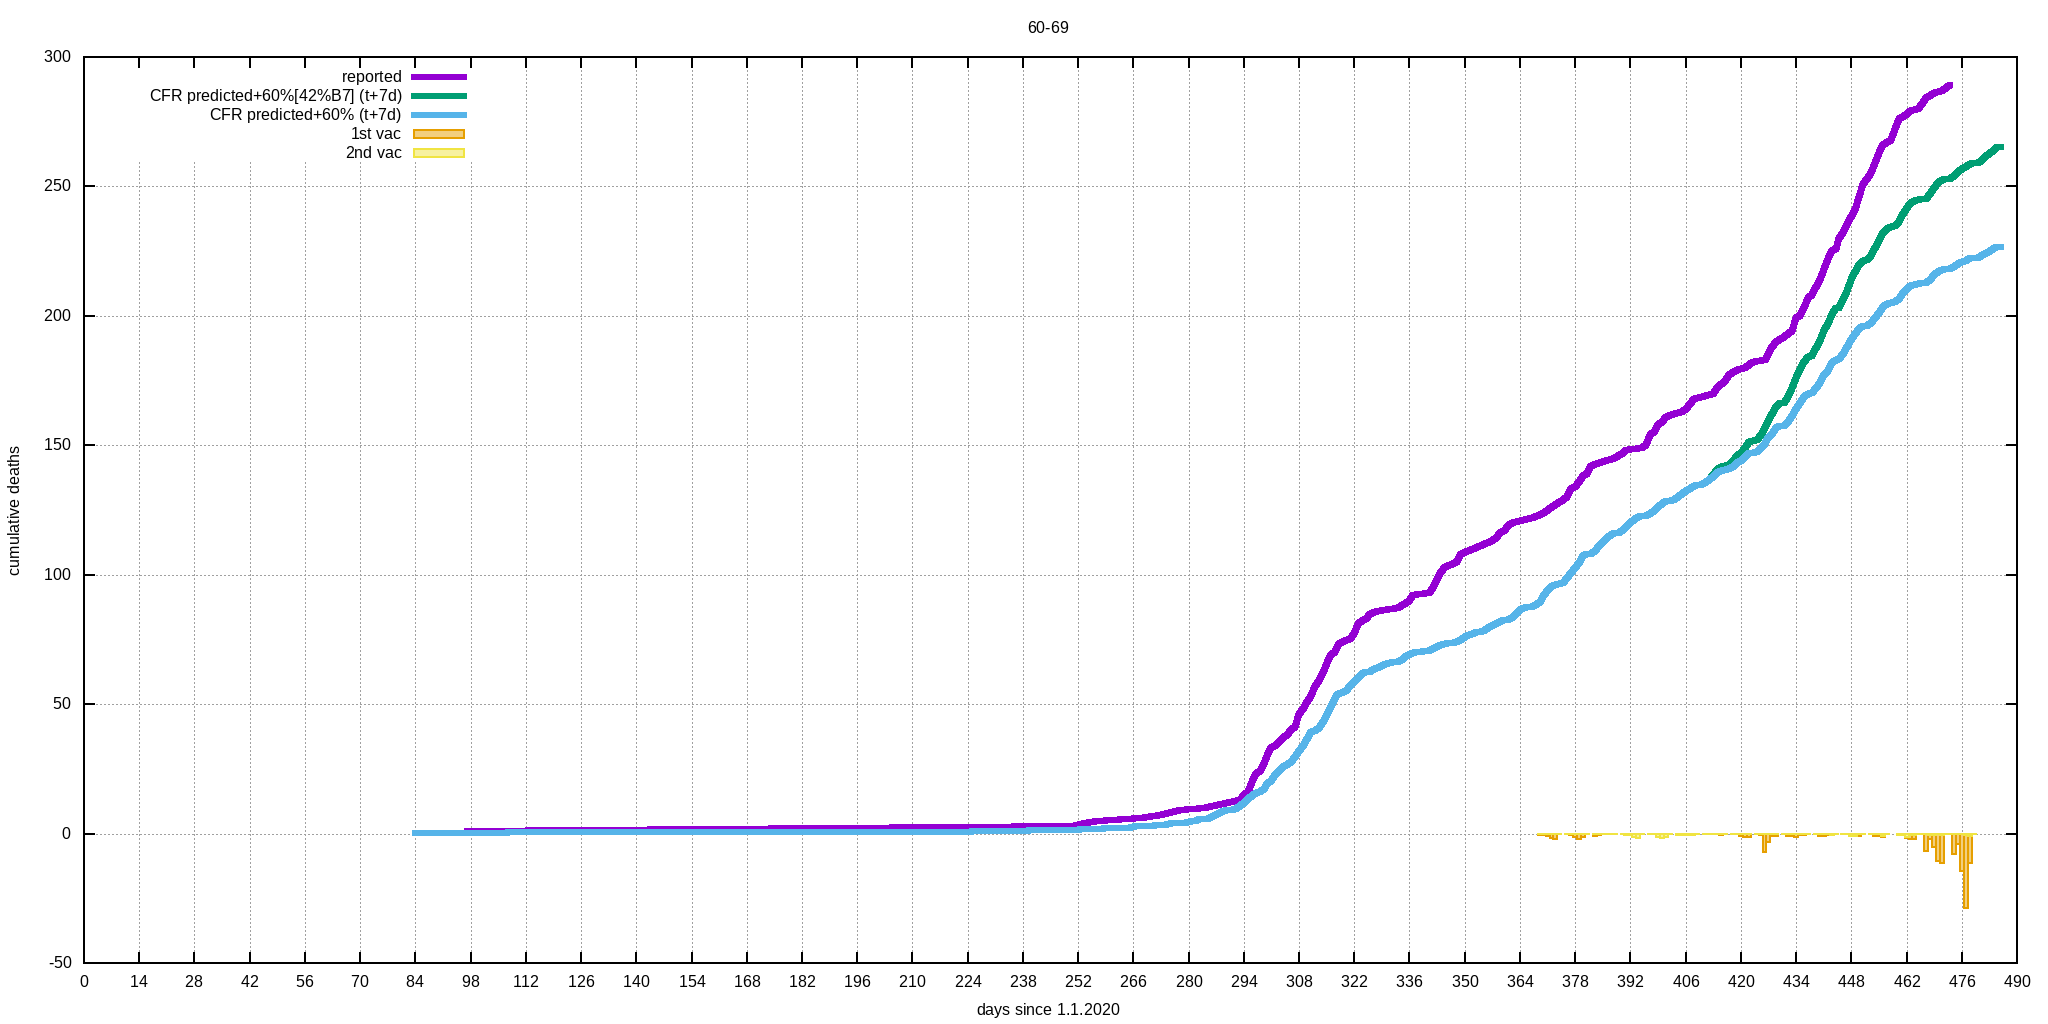 60-69
300
250
200
150
100
50
0
-50
cumulative deaths
reported
CFR predicted+60%[42%B7] (t+7d)
CFR predicted+60% (t+7d)
1st vac
2nd vac
0 14 28 42 56 70 84 98 112 126 140 154 168 182 196 210 224 238 252 266 280 294 308 322 336 350 364 378 392 406 420 434 448 462 476 490
days since 1.1.2020